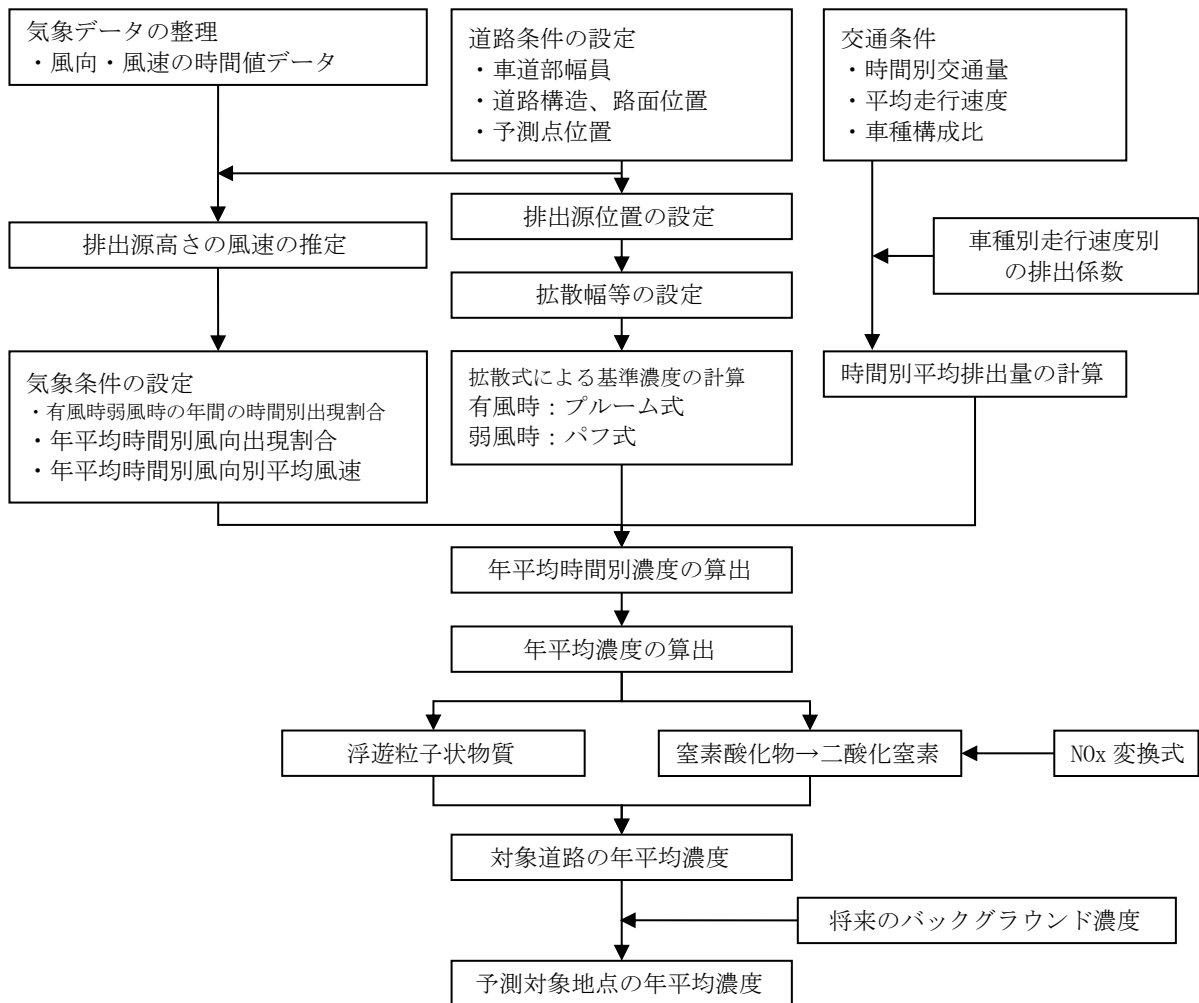 気象データの整理
・風向・風速の時間値データ
道路条件の設定
・車道部幅員
・道路構造、路面位置
・予測点位置
交通条件
・時間別交通量
・平均走行速度
・車種構成比
排出源位置の設定
排出源高さの風速の推定
車種別走行速度別
の排出係数
拡散幅等の設定
気象条件の設定
・有風時弱風時の年間の時間別出現割合
・年平均時間別風向出現割合
・年平均時間別風向別平均風速
拡散式による基準濃度の計算
有風時：プルーム式
弱風時：パフ式
時間別平均排出量の計算
年平均時間別濃度の算出
年平均濃度の算出
浮遊粒子状物質
窒素酸化物→二酸化窒素
NOx 変換式
対象道路の年平均濃度
将来のバックグラウンド濃度
予測対象地点の年平均濃度